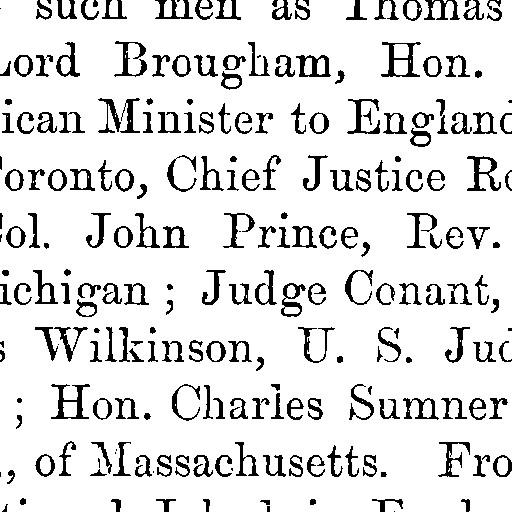 such men as Thomas
Lord Brougham, Hon.
ican Minister to England
Toronto, Chief Justice Ro
Col. John Prince, Rev.
ichigan ; Judge Conant,
s Wilkinson, U. S. Jud
; Hon. Charles Sumner
., of Massachusetts. Fro